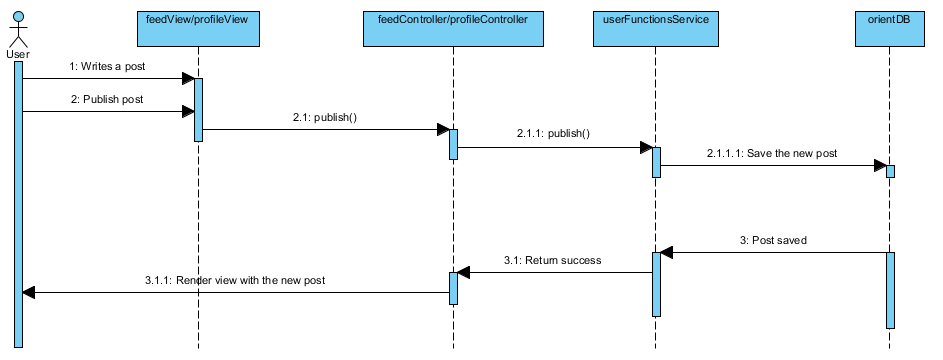 feedView/profileView
feedController/profileController
userFunctionsService
orientDB
User
1: Writes a post
2: Publish post
2.1: publish()
2.1.1: publish()
2.1.1.1: Save the new post
3: Post saved
3.1: Return success
3.1.1: Render view with the new post